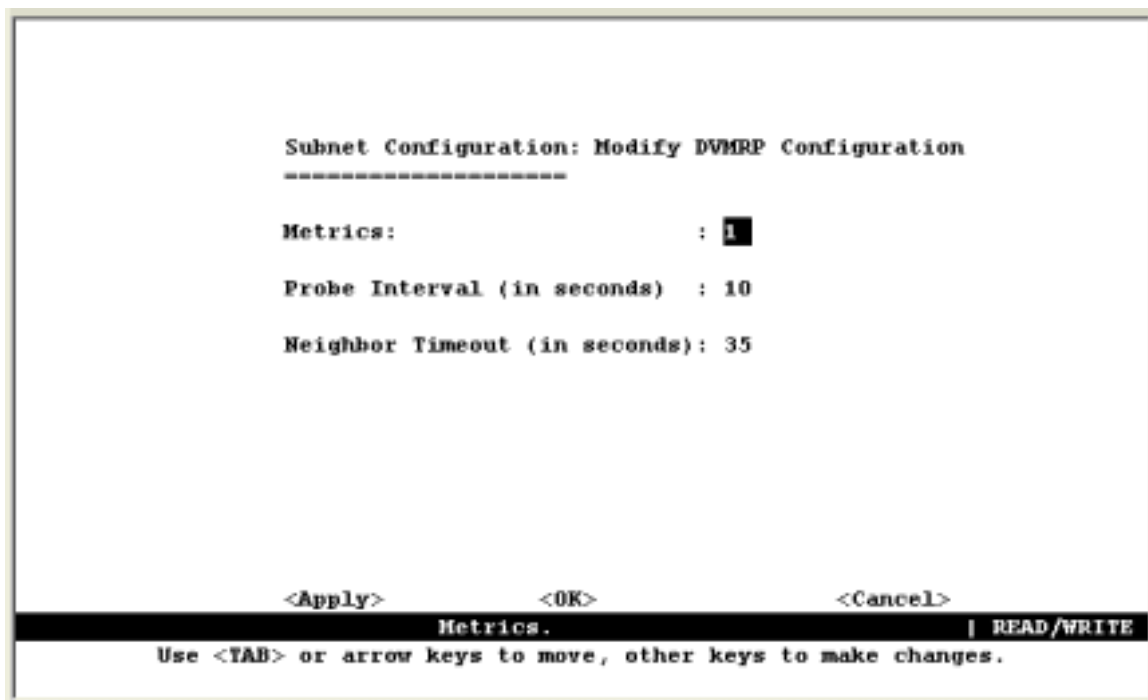 Subnet Configuration: Modify DVMRP Configuration
=====================
Metrics: : 1
Probe Interval (in seconds) : 10
Neighbor Timeout (in seconds): 35
<Apply> <OK> <Cancel>
Metrics. | READ/WRITE
Use <TAB> or arrow keys to move, other keys to make changes.